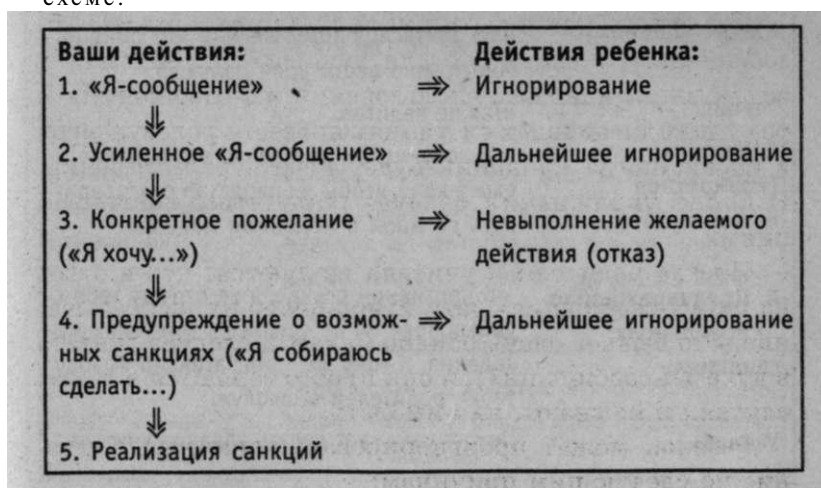 схеме:
Ваши действия: Действия ребенка:
1. «Я-сообщение» ⇒ Игнорирование
⇓
2. Усиленное «Я-сообщение» ⇒ Дальнейшее игнорирование
⇓
3. Конкретное пожелание ⇒ Невыполнение желаемого
(«Я хочу...») действия (отказ)
⇓
4. Предупреждение о возмож- ⇒ Дальнейшее игнорирование
ных санкциях («Я собираюсь
сделать...)
⇓
5. Реализация санкций